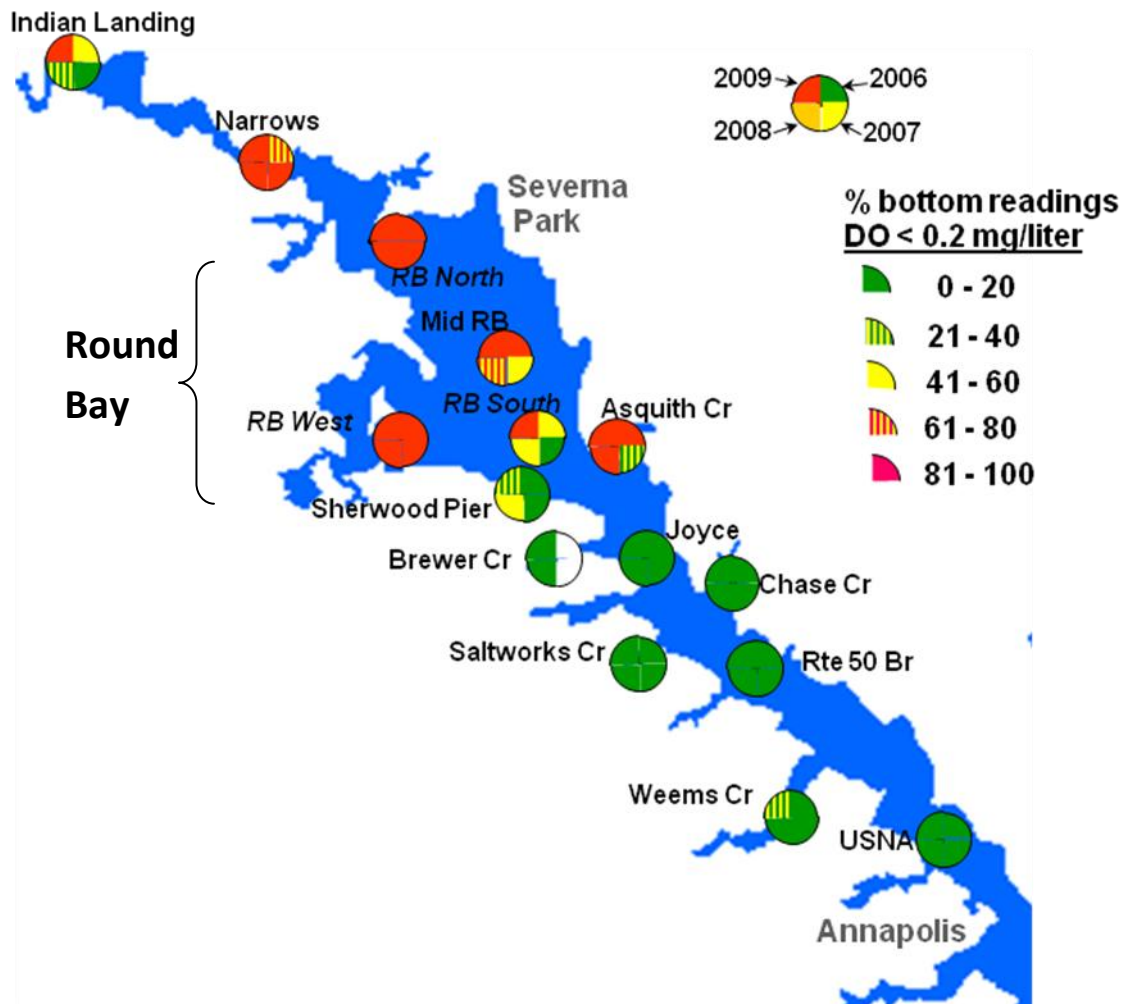 Indian Landing
2009
2006
2008
2007
Narrows
Severna
Park
% bottom readings
DO < 0.2 mg/liter
0 - 20
21 - 40
41 - 60
61 - 80
81 - 100
RB North
Round
Bay
Mid RB
RB South
RB West
Asquith Cr
Sherwood Pier
Joyce
Brewer Cr
Chase Cr
Saltworks Cr
Rte 50 Br
Weems Cr
USNA
Annapolis